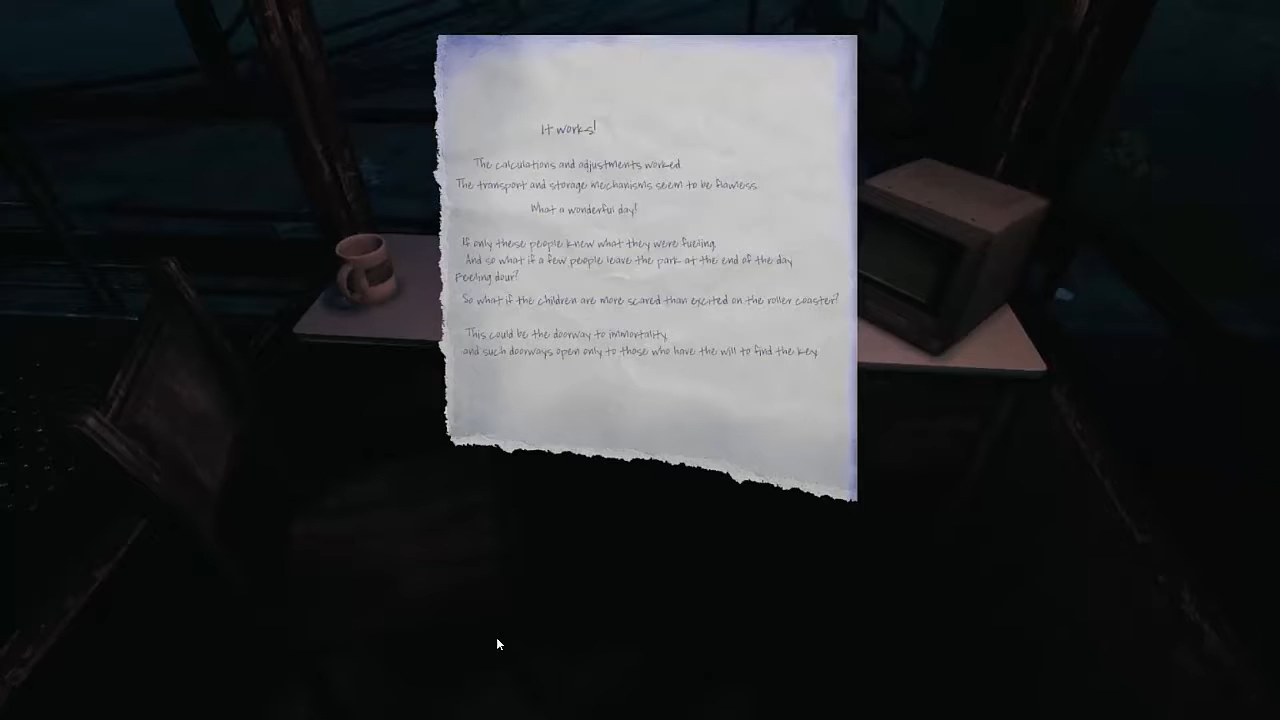 It works!
The calculations and adjustments worked.
The transport and storage mechanisms seem to be flawless.
What a wonderful day!
If only these people knew what they were fueling.
And so what if a few people leave the park at the end of the day
feeling dour?
So what if the children are more scared than excited on the roller coaster?
This could be the doorway to immortality,
and such doorways open only to those who have the will to find the key.